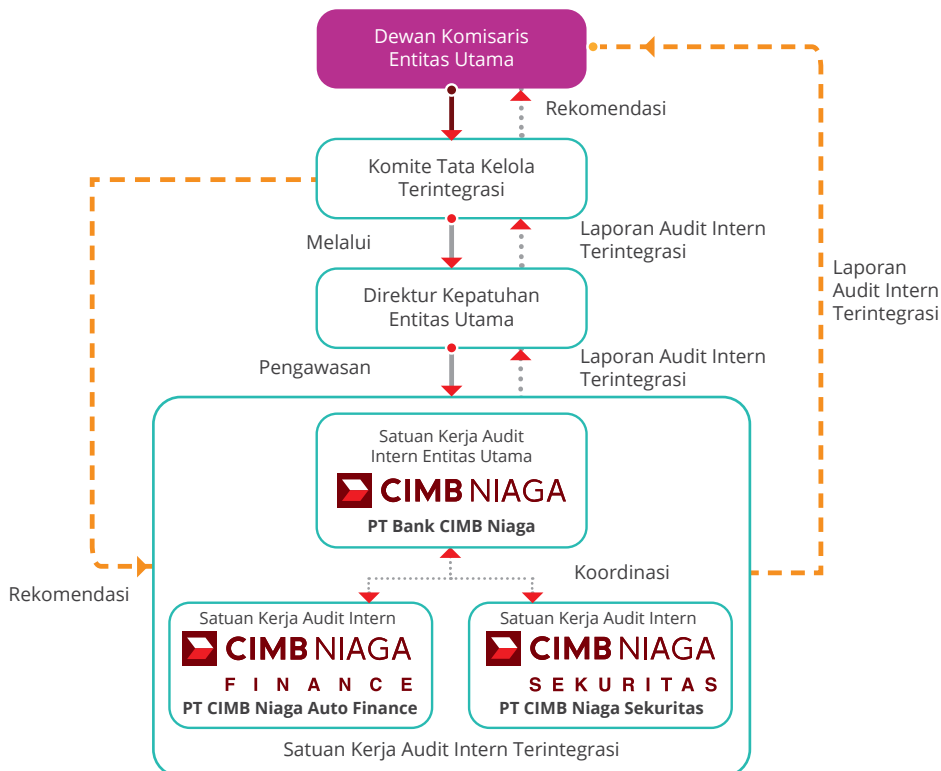 Dewan Komisaris
Entitas Utama
Rekomendasi
Komite Tata Kelola
Terintegrasi
Melalui
Laporan Audit Intern
Terintegrasi
Laporan
Audit Intern
Terintegrasi
Direktur Kepatuhan
Entitas Utama
Pengawasan
Laporan Audit Intern
Terintegrasi
Satuan Kerja Audit
Intern Entitas Utama
CIMB NIAGA
PT Bank CIMB Niaga
Koordinasi
Rekomendasi
Satuan Kerja Audit Intern
CIMB NIAGA
FINANCE
PT CIMB Niaga Auto Finance
Satuan Kerja Audit Intern
CIMB NIAGA
SEKURITAS
PT CIMB Niaga Sekuritas
Satuan Kerja Audit Intern Terintegrasi